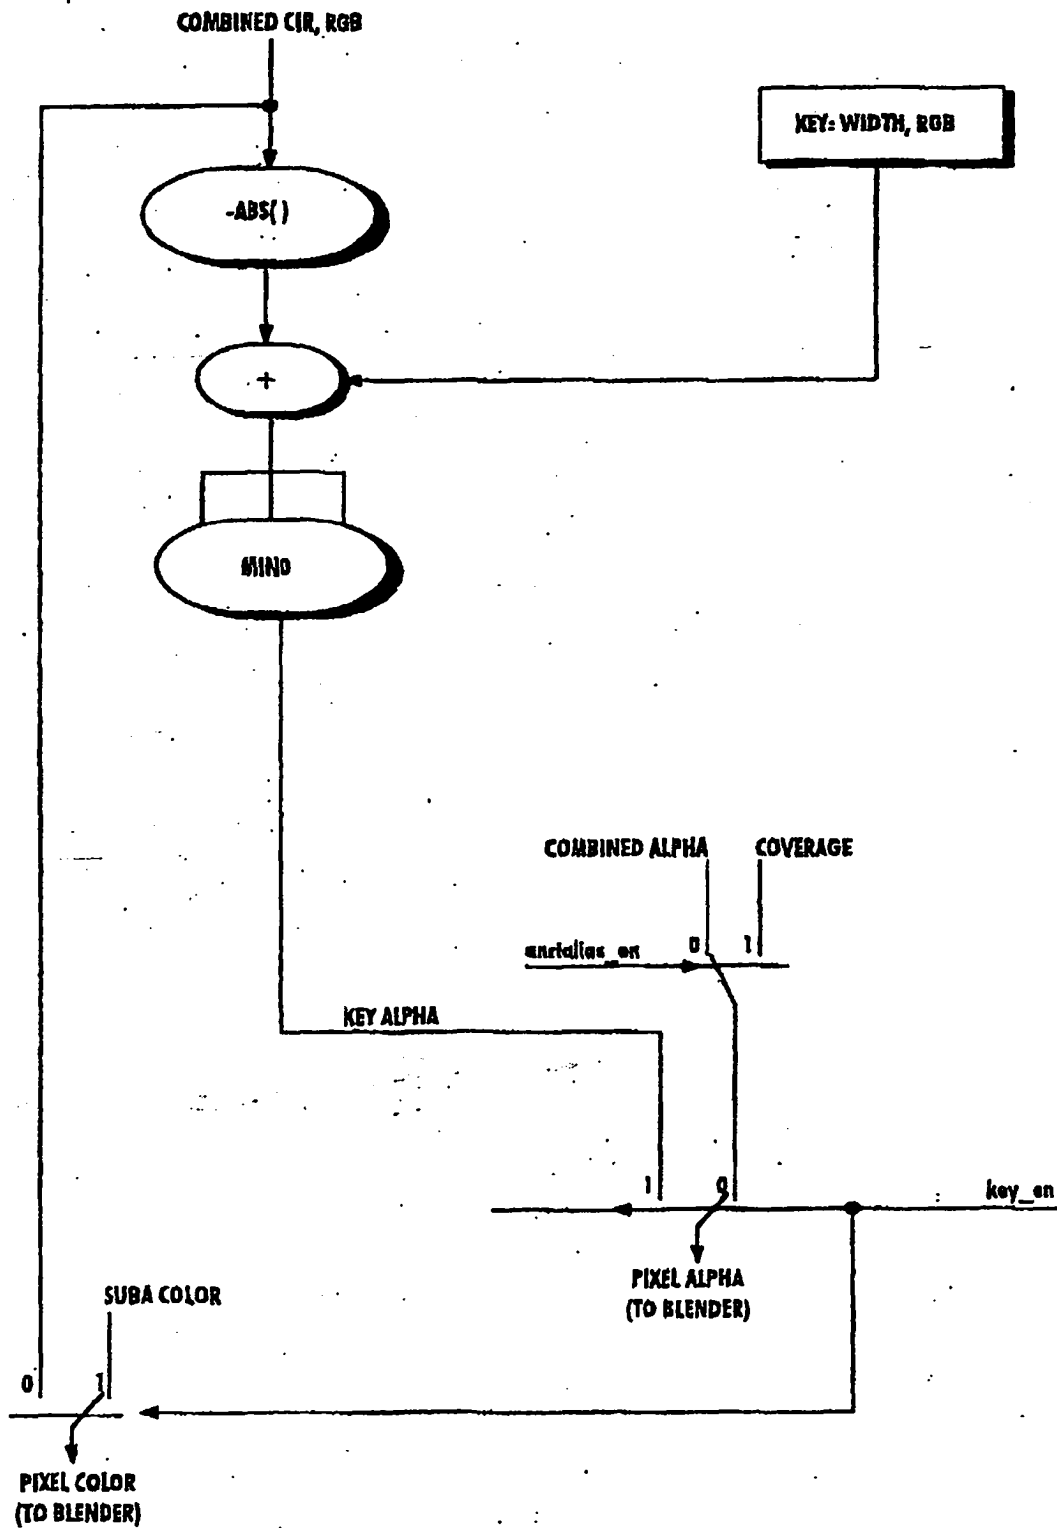 COMBINED CIR, RGB
KEY: WIDTH, RGB
-ABS( )
+
MIN0
COMBINED ALPHA
COVERAGE
0
1
KEY ALPHA
1
0
key_en
PIXEL ALPHA
(TO BLENDER)
SUBA COLOR
0
1
PIXEL COLOR
(TO BLENDER)